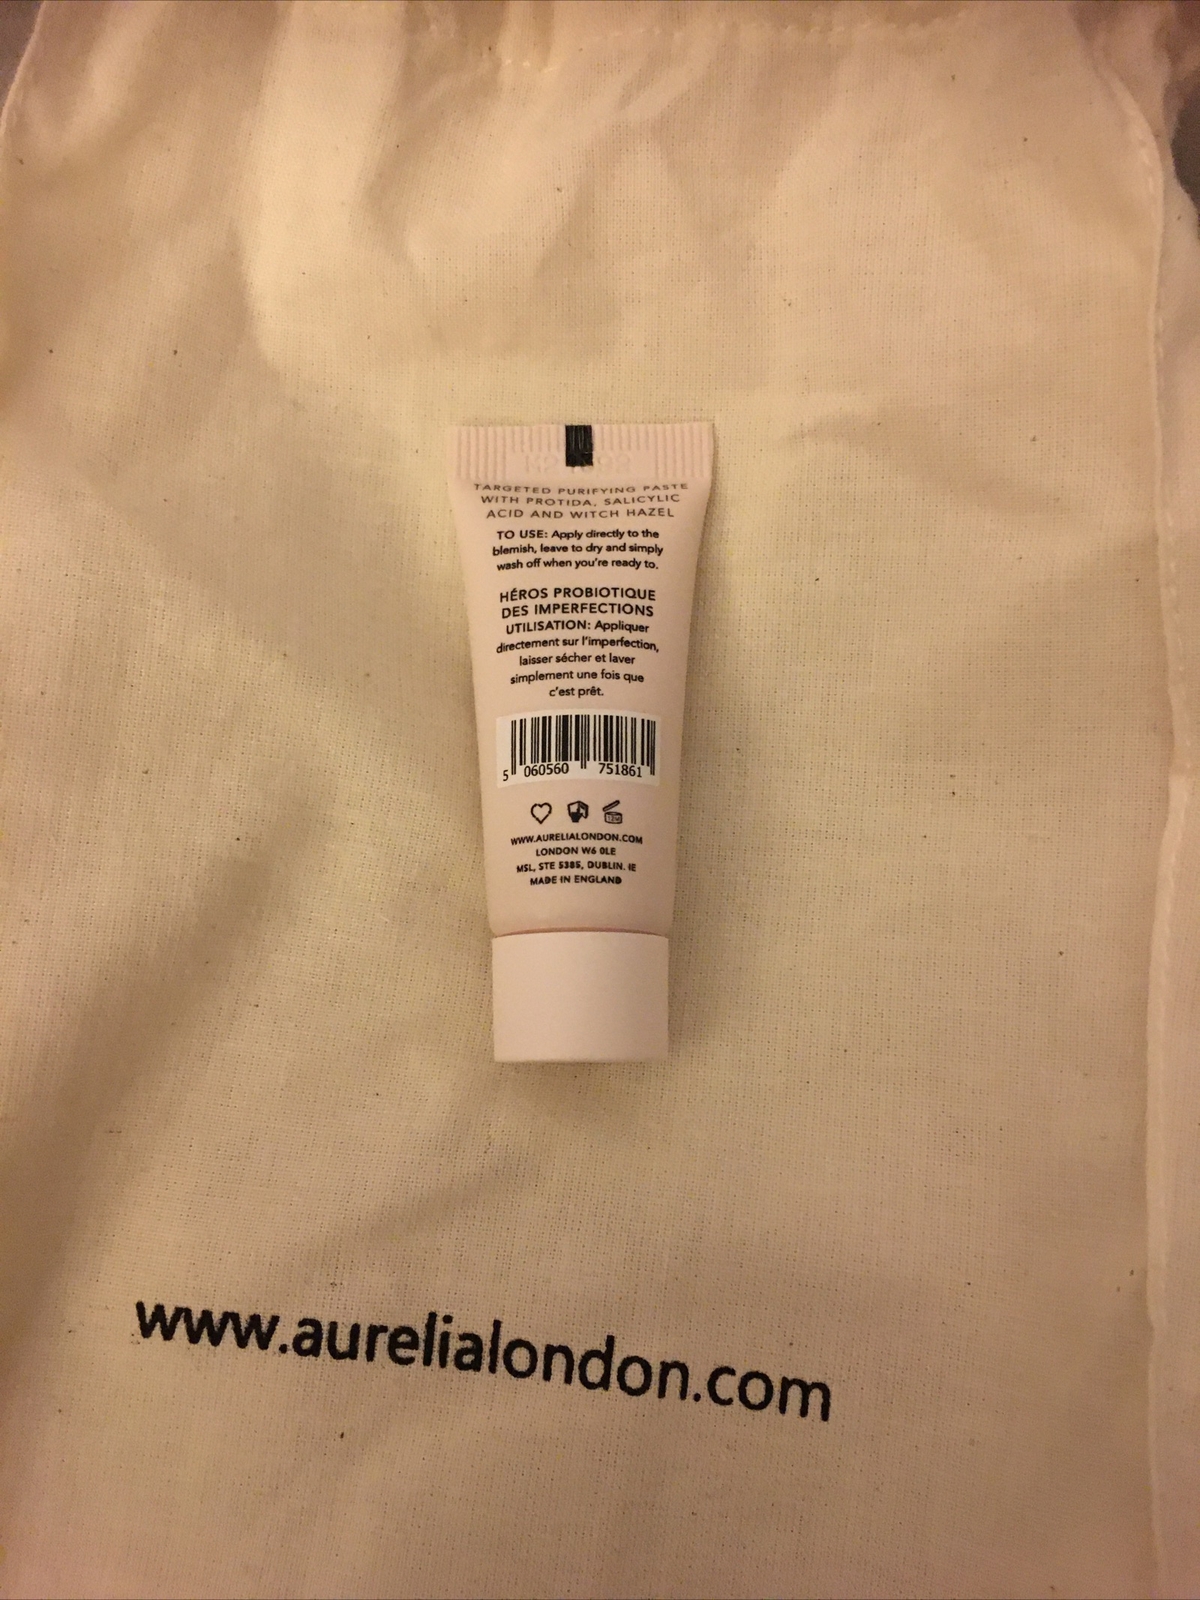 TARGETED PURIFYING PASTE
WITH PROTIDA, SALICYLIC
ACID AND WITCH HAZEL
TO USE: Apply directly to the
blemish, leave to dry and simply
wash off when you're ready to.
HÉROS PROBIOTIQUE
DES IMPERFECTIONS
UTILISATION: Appliquer
directement sur l'imperfection,
laisser sécher et laver
simplement une fois que
c'est prêt.
5 060560 751861
WWW.AURELIALONDON.COM
LONDON W6 0LE
MSL, STE 5385, DUBLIN. IE
MADE IN ENGLAND
www.aurelialondon.com